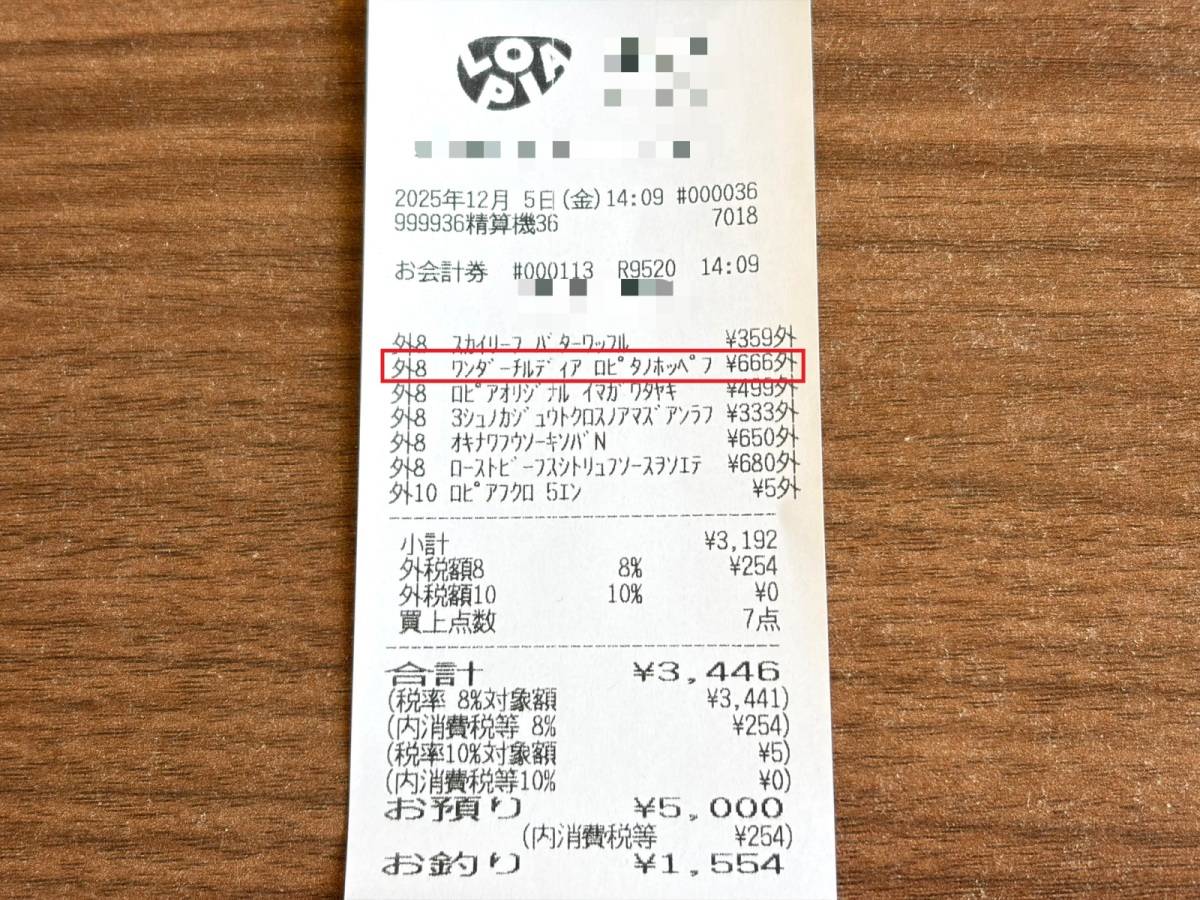 LOPIA
2025年12月 5日(金)14:09 #000036
999936精算機36 7018
お会計券 #000113 R9520 14:09
外8 スカイリーフ バターワッフル ¥359外
外8 ワンダーチルディア ロピタノホッペフ ¥666外
外8 ロピアオリジナル イマガワタヤキ ¥499外
外8 3シュノカジュウトクロスノアマズアンラフ ¥333外
外8 オキナワフウソーキソバN ¥650外
外8 ローストビーフスシトリュフソースヲソエテ ¥680外
外10 ロピアフクロ 5エン ¥5外
小計 ¥3,192
外税額8 8% ¥254
外税額10 10% ¥0
買上点数 7点
合計 ¥3,446
(税率 8%対象額 ¥3,441)
(内消費税等 8% ¥254)
(税率10%対象額 ¥5)
(内消費税等10% ¥0)
お預り ¥5,000
(内消費税等 ¥254)
お釣り ¥1,554